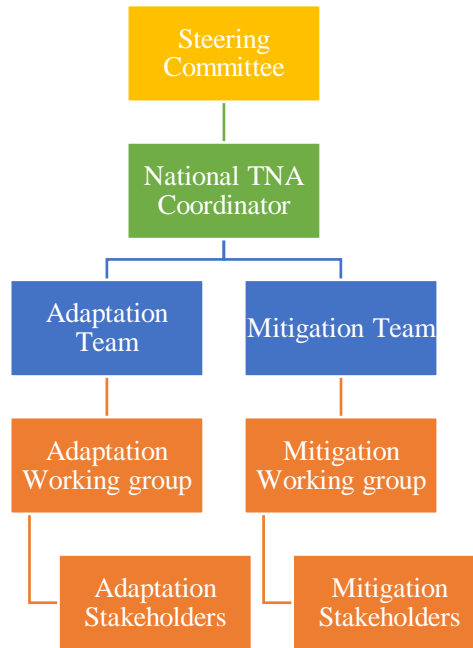 Steering
Committee
National TNA
Coordinator
Adaptation
Team
Mitigation Team
Adaptation
Working group
Mitigation
Working group
Adaptation
Stakeholders
Mitigation
Stakeholders